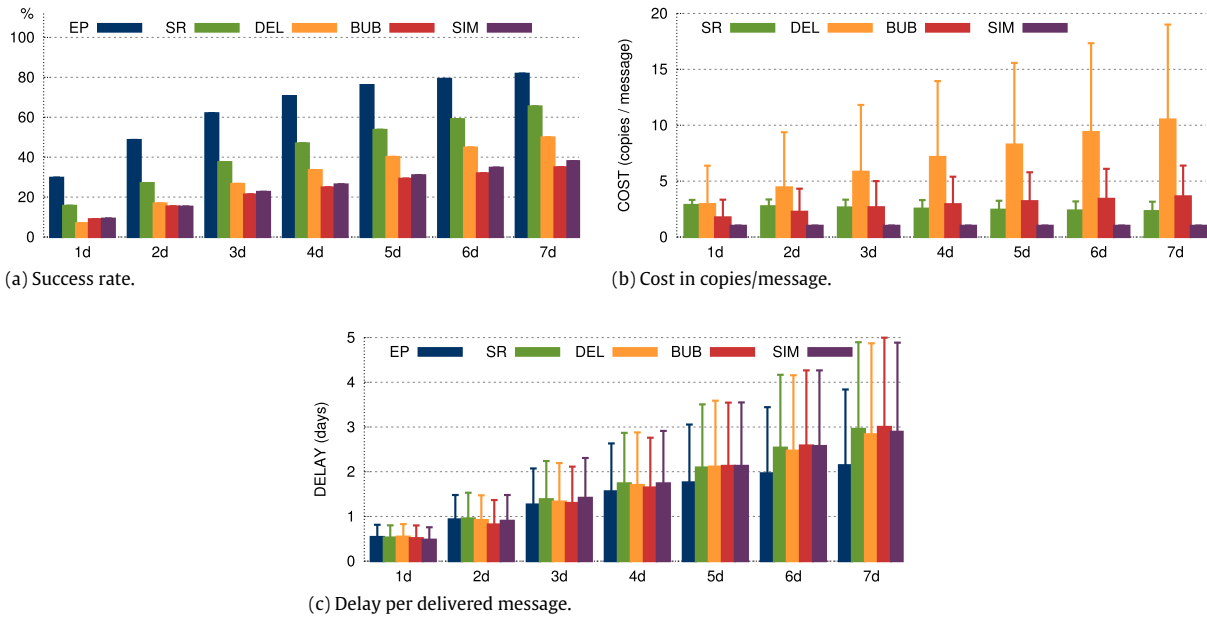 %
EP SR DEL BUB SIM
100
80
60
40
20
0
1d 2d 3d 4d 5d 6d 7d
(a) Success rate.
SR DEL BUB SIM
COST (copies / message)
20
15
10
5
0
1d 2d 3d 4d 5d 6d 7d
(b) Cost in copies/message.
EP SR DEL BUB SIM
DELAY (days)
5
4
3
2
1
0
1d 2d 3d 4d 5d 6d 7d
(c) Delay per delivered message.